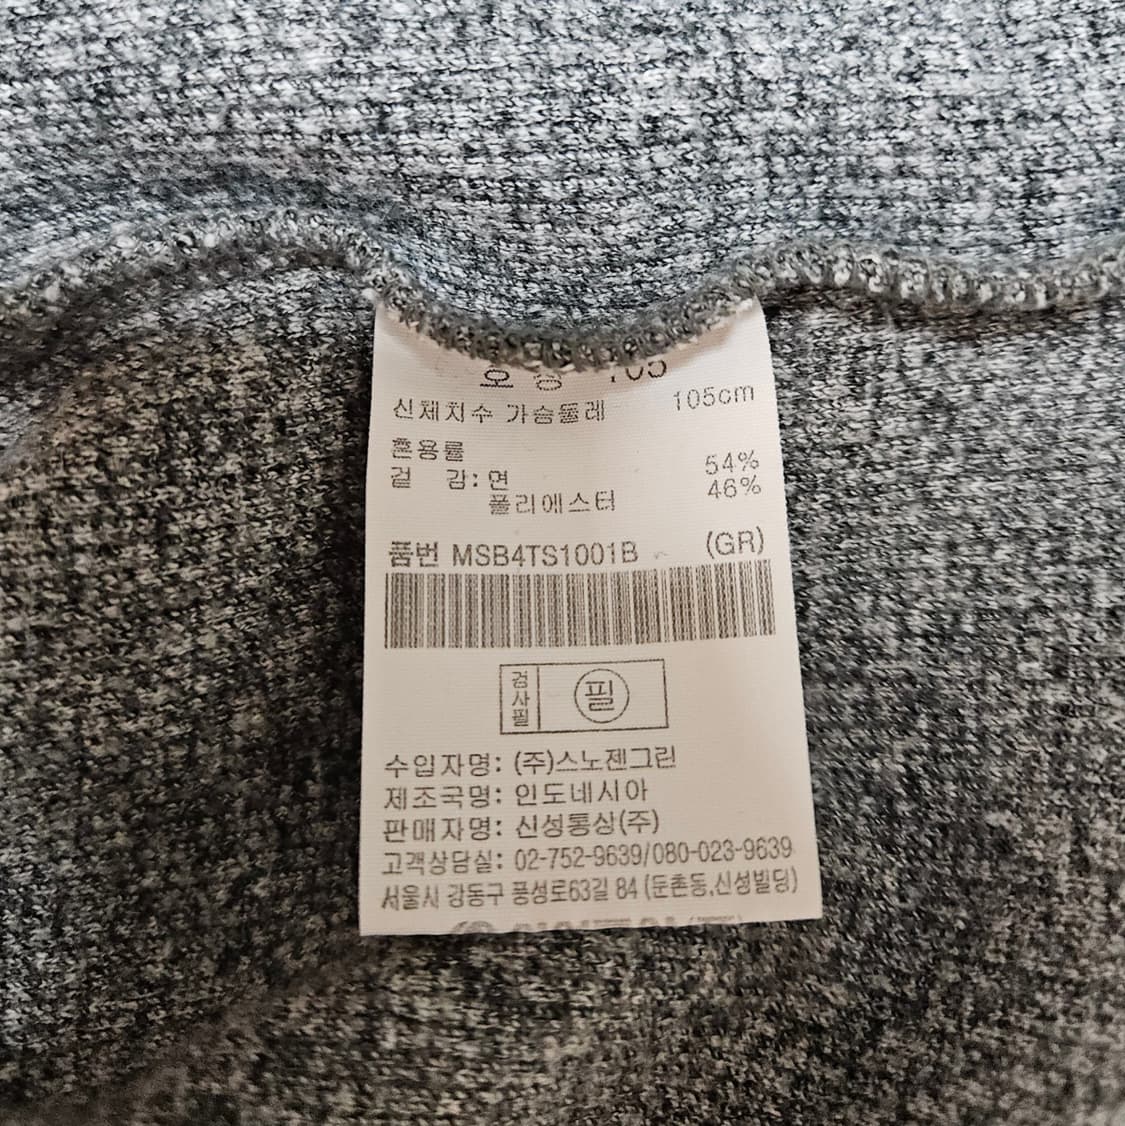 호칭 105
신체치수 가슴둘레 105cm
혼용률
겉 감: 면 54%
폴리에스터 46%
품번 MSB4TS1001B (GR)
검사필 필
수입자명: (주)스노젠그린
제조국명: 인도네시아
판매자명: 신성통상(주)
고객상담실: 02-752-9639/080-023-9639
서울시 강동구 풍성로63길 84 (둔촌동,신성빌딩)